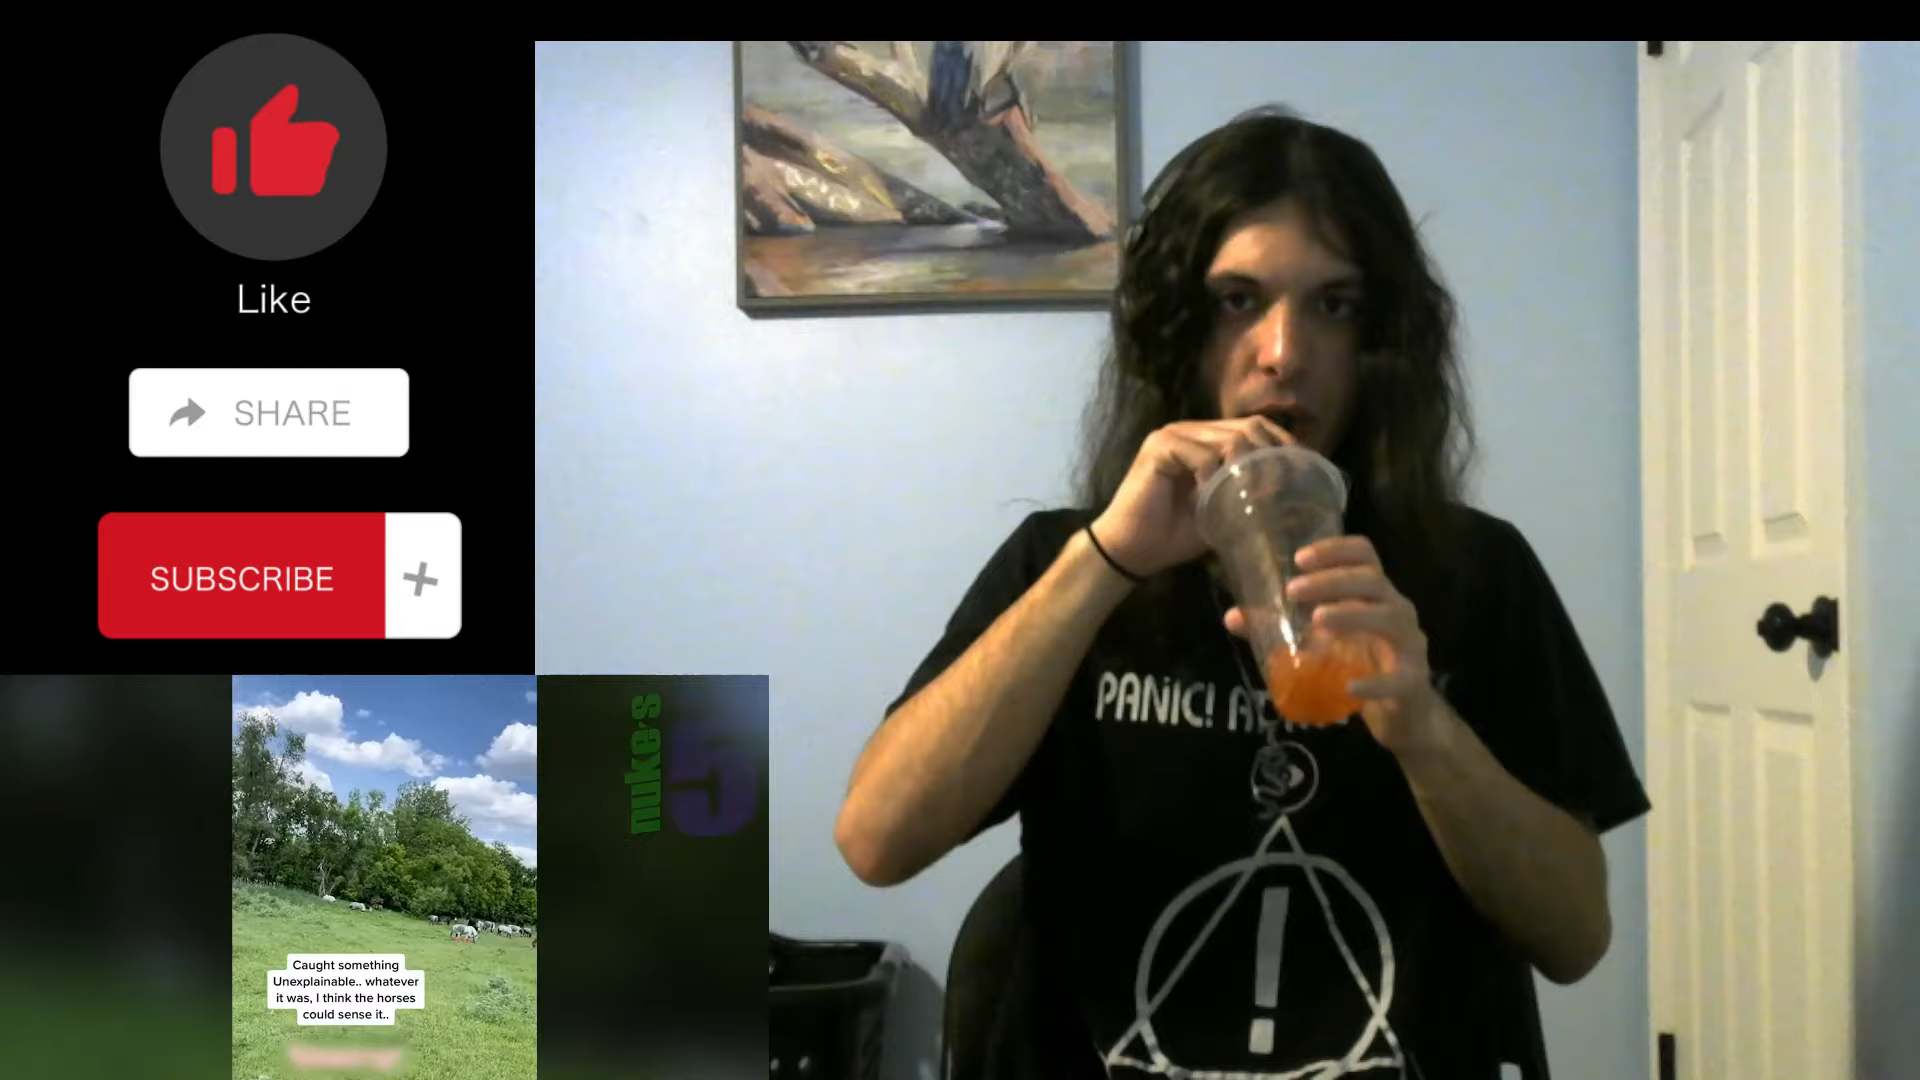 Like
SHARE
SUBSCRIBE
nuke's
5
Caught something
Unexplainable.. whatever
it was, I think the horses
could sense it..
PANIC! AT